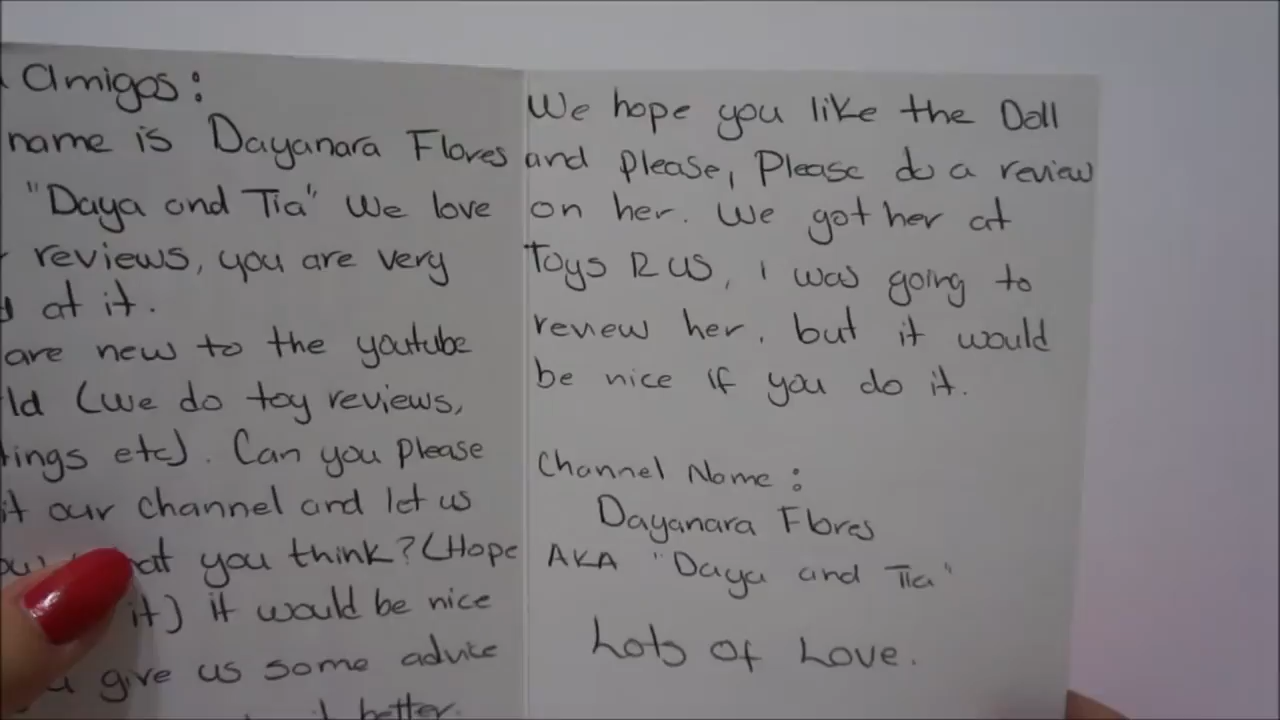 Amigos:
name is Dayanara Flores
"Daya and Tia" We love
reviews, you are very
at it.
are new to the youtube
ld (we do toy reviews,
tings etc). Can you please
it our channel and let us
at you think? (Hope
it) it would be nice
give us some advice
better.
We hope you like the Doll
and please, Please do a review
on her. We got her at
Toys R US, I was going to
review her, but it would
be nice if you do it.
Channel Name:
Dayanara Flores
AKA "Daya and Tia"
Lots of Love.